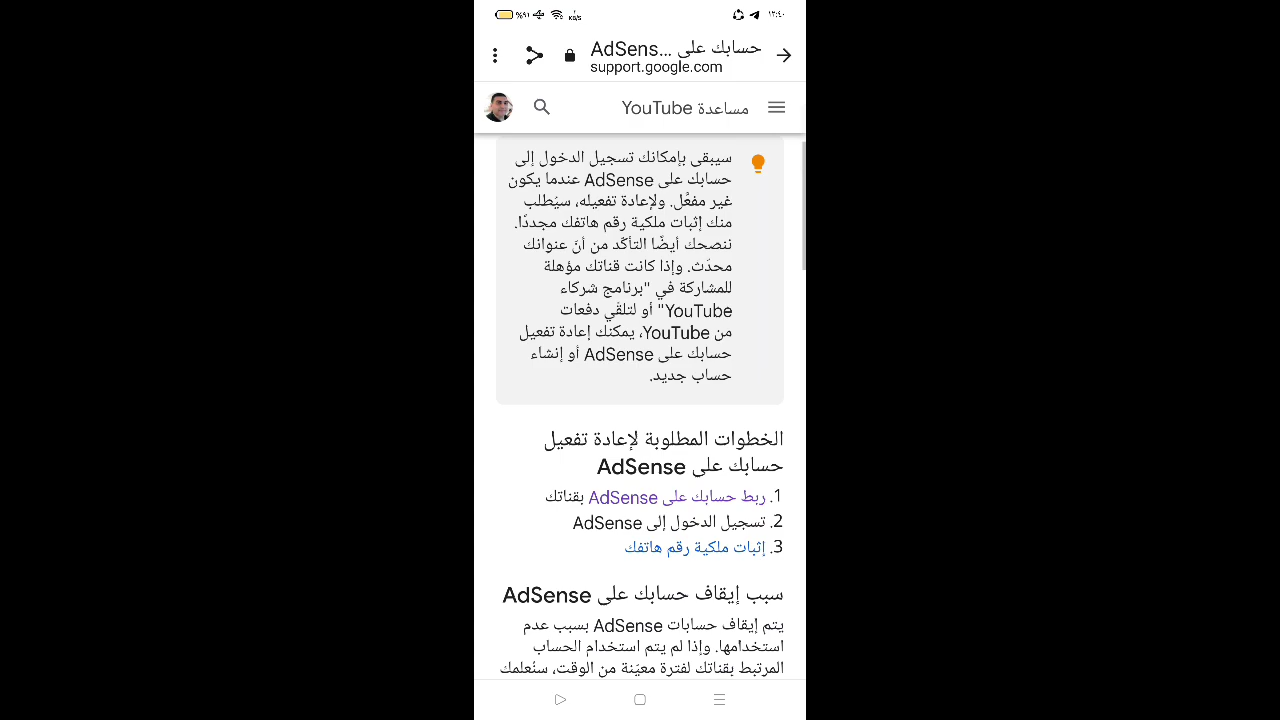 %٩١ KB/s ١٢:٤٠
حسابك على AdSens...
support.google.com
مساعدة YouTube
سيبقى بإمكانك تسجيل الدخول إلى
حسابك على AdSense عندما يكون
غير مفعَّل. ولإعادة تفعيله، سيُطلب
منك إثبات ملكية رقم هاتفك مجددًا.
ننصحك أيضًا التأكّد من أنّ عنوانك
محدّث. وإذا كانت قناتك مؤهلة
للمشاركة في "برنامج شركاء
YouTube" أو لتلقّي دفعات
من YouTube، يمكنك إعادة تفعيل
حسابك على AdSense أو إنشاء
حساب جديد.
الخطوات المطلوبة لإعادة تفعيل
حسابك على AdSense
1. ربط حسابك على AdSense بقناتك
2. تسجيل الدخول إلى AdSense
3. إثبات ملكية رقم هاتفك
سبب إيقاف حسابك على AdSense
يتم إيقاف حسابات AdSense بسبب عدم
استخدامها. وإذا لم يتم استخدام الحساب
المرتبط بقناتك لفترة معيّنة من الوقت، سنُعلمك